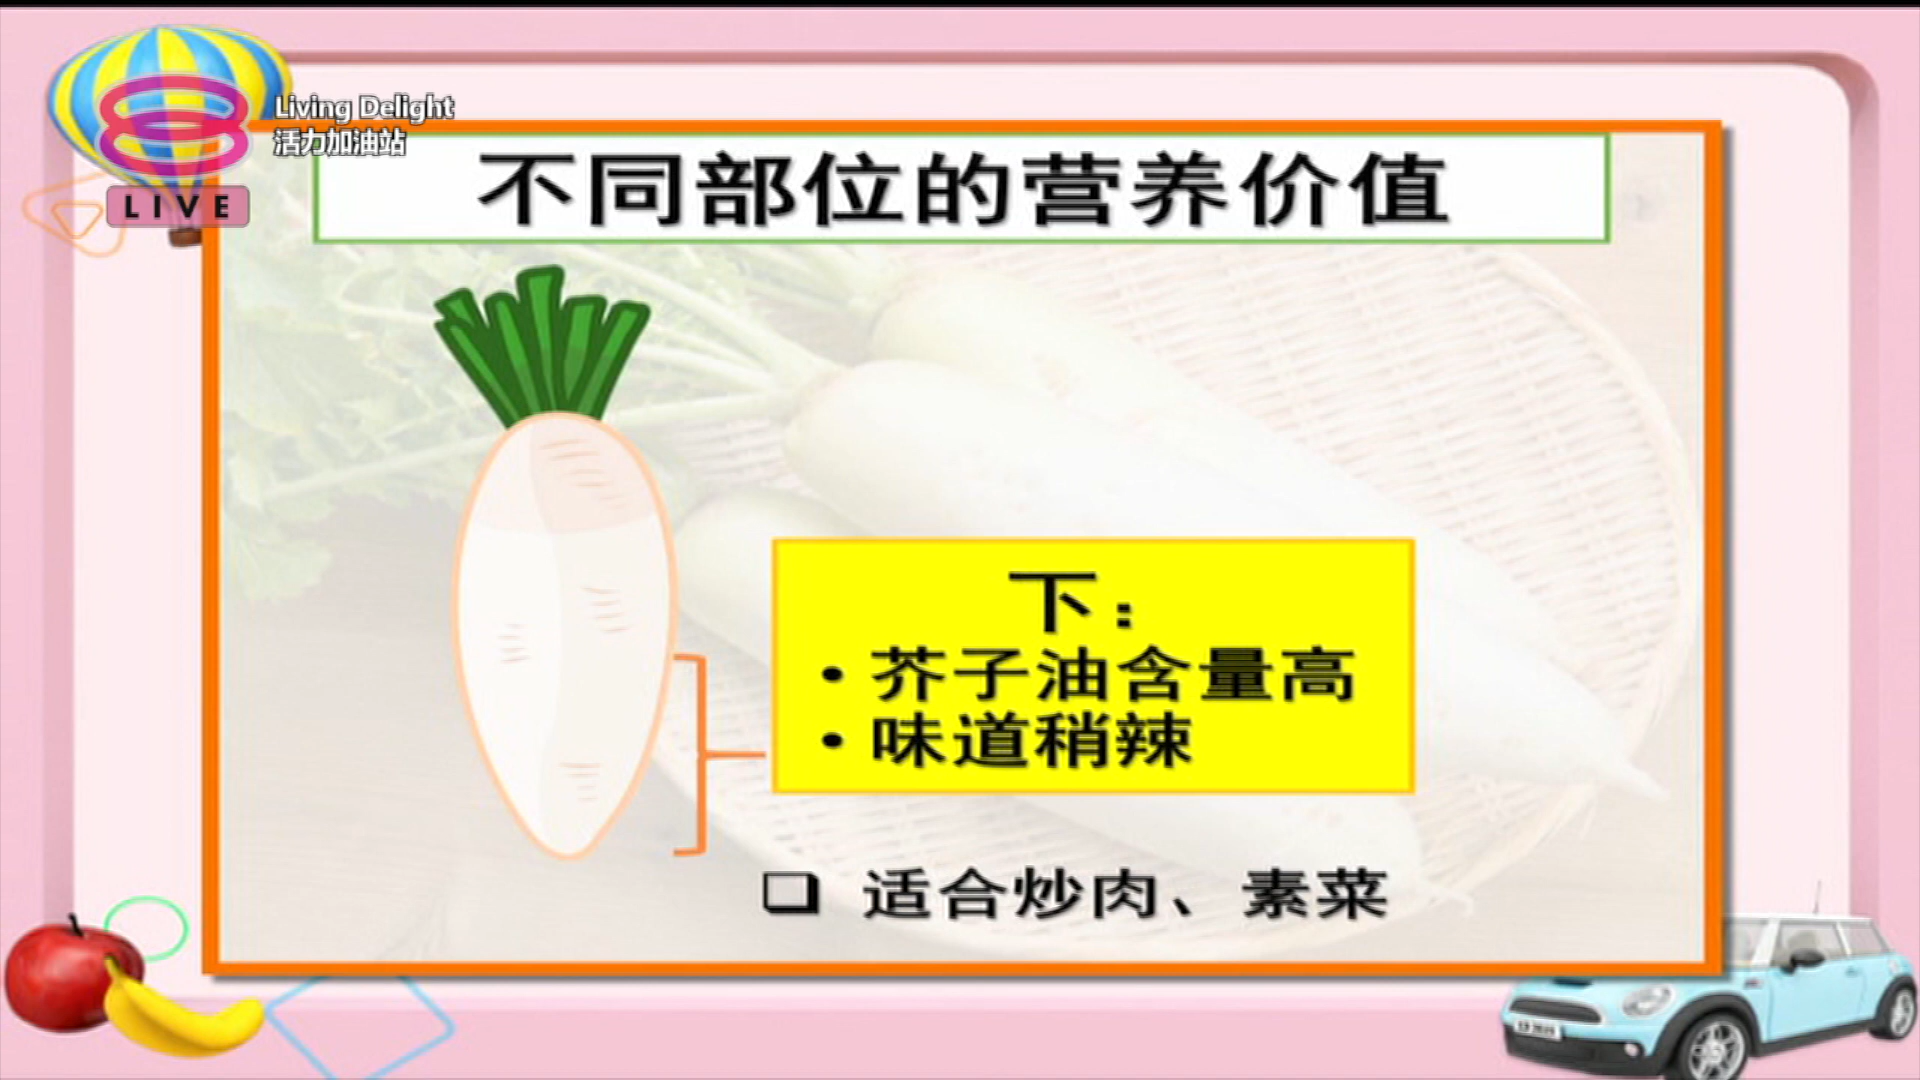 Living Delight
活力加油站
LIVE
不同部位的营养价值
下：
• 芥子油含量高
• 味道稍辣
❑ 适合炒肉、素菜